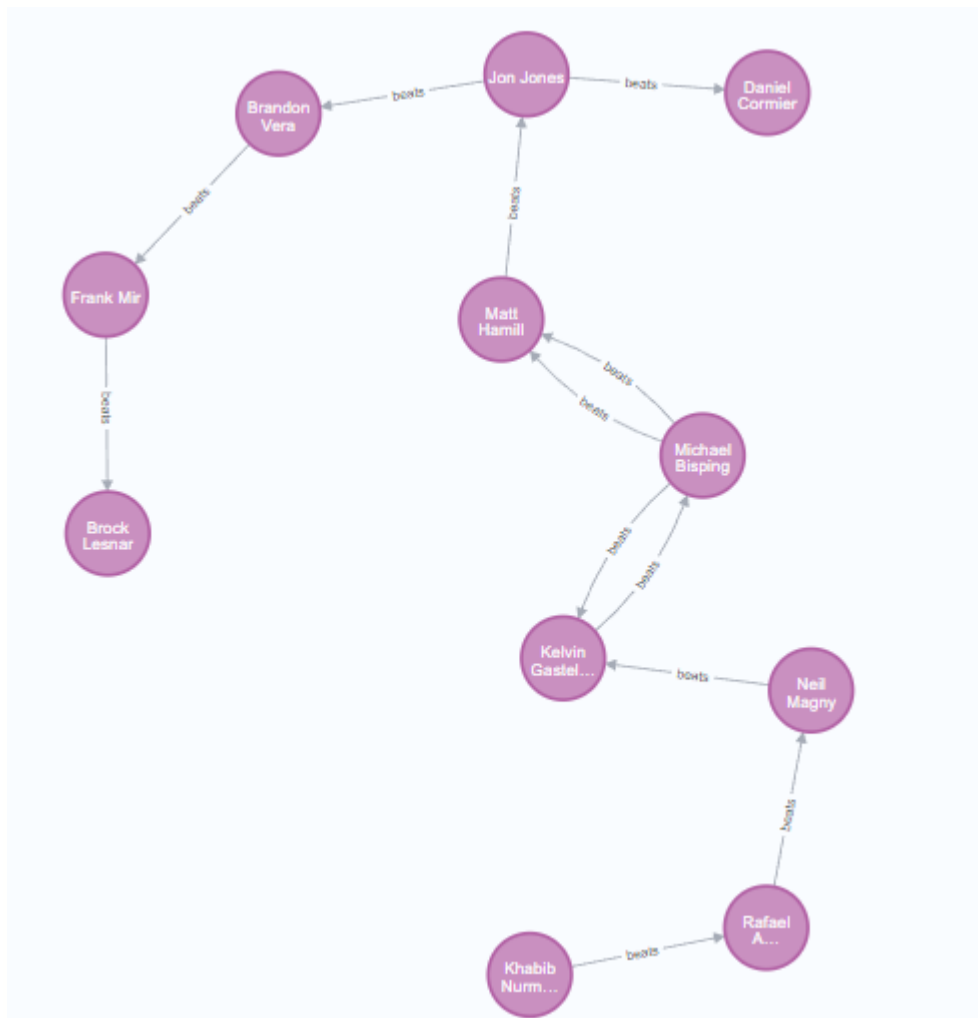 Jon Jones
beats
beats
Daniel
Cormier
Brandon
Vera
beats
beats
Frank Mir
Matt
Hamill
beats
beats
beats
Michael
Bisping
Brock
Lesnar
beats
beats
Kelvin
Gastel...
beats
Neill
Magny
beats
Rafael
A...
beats
Khabib
Nurm...